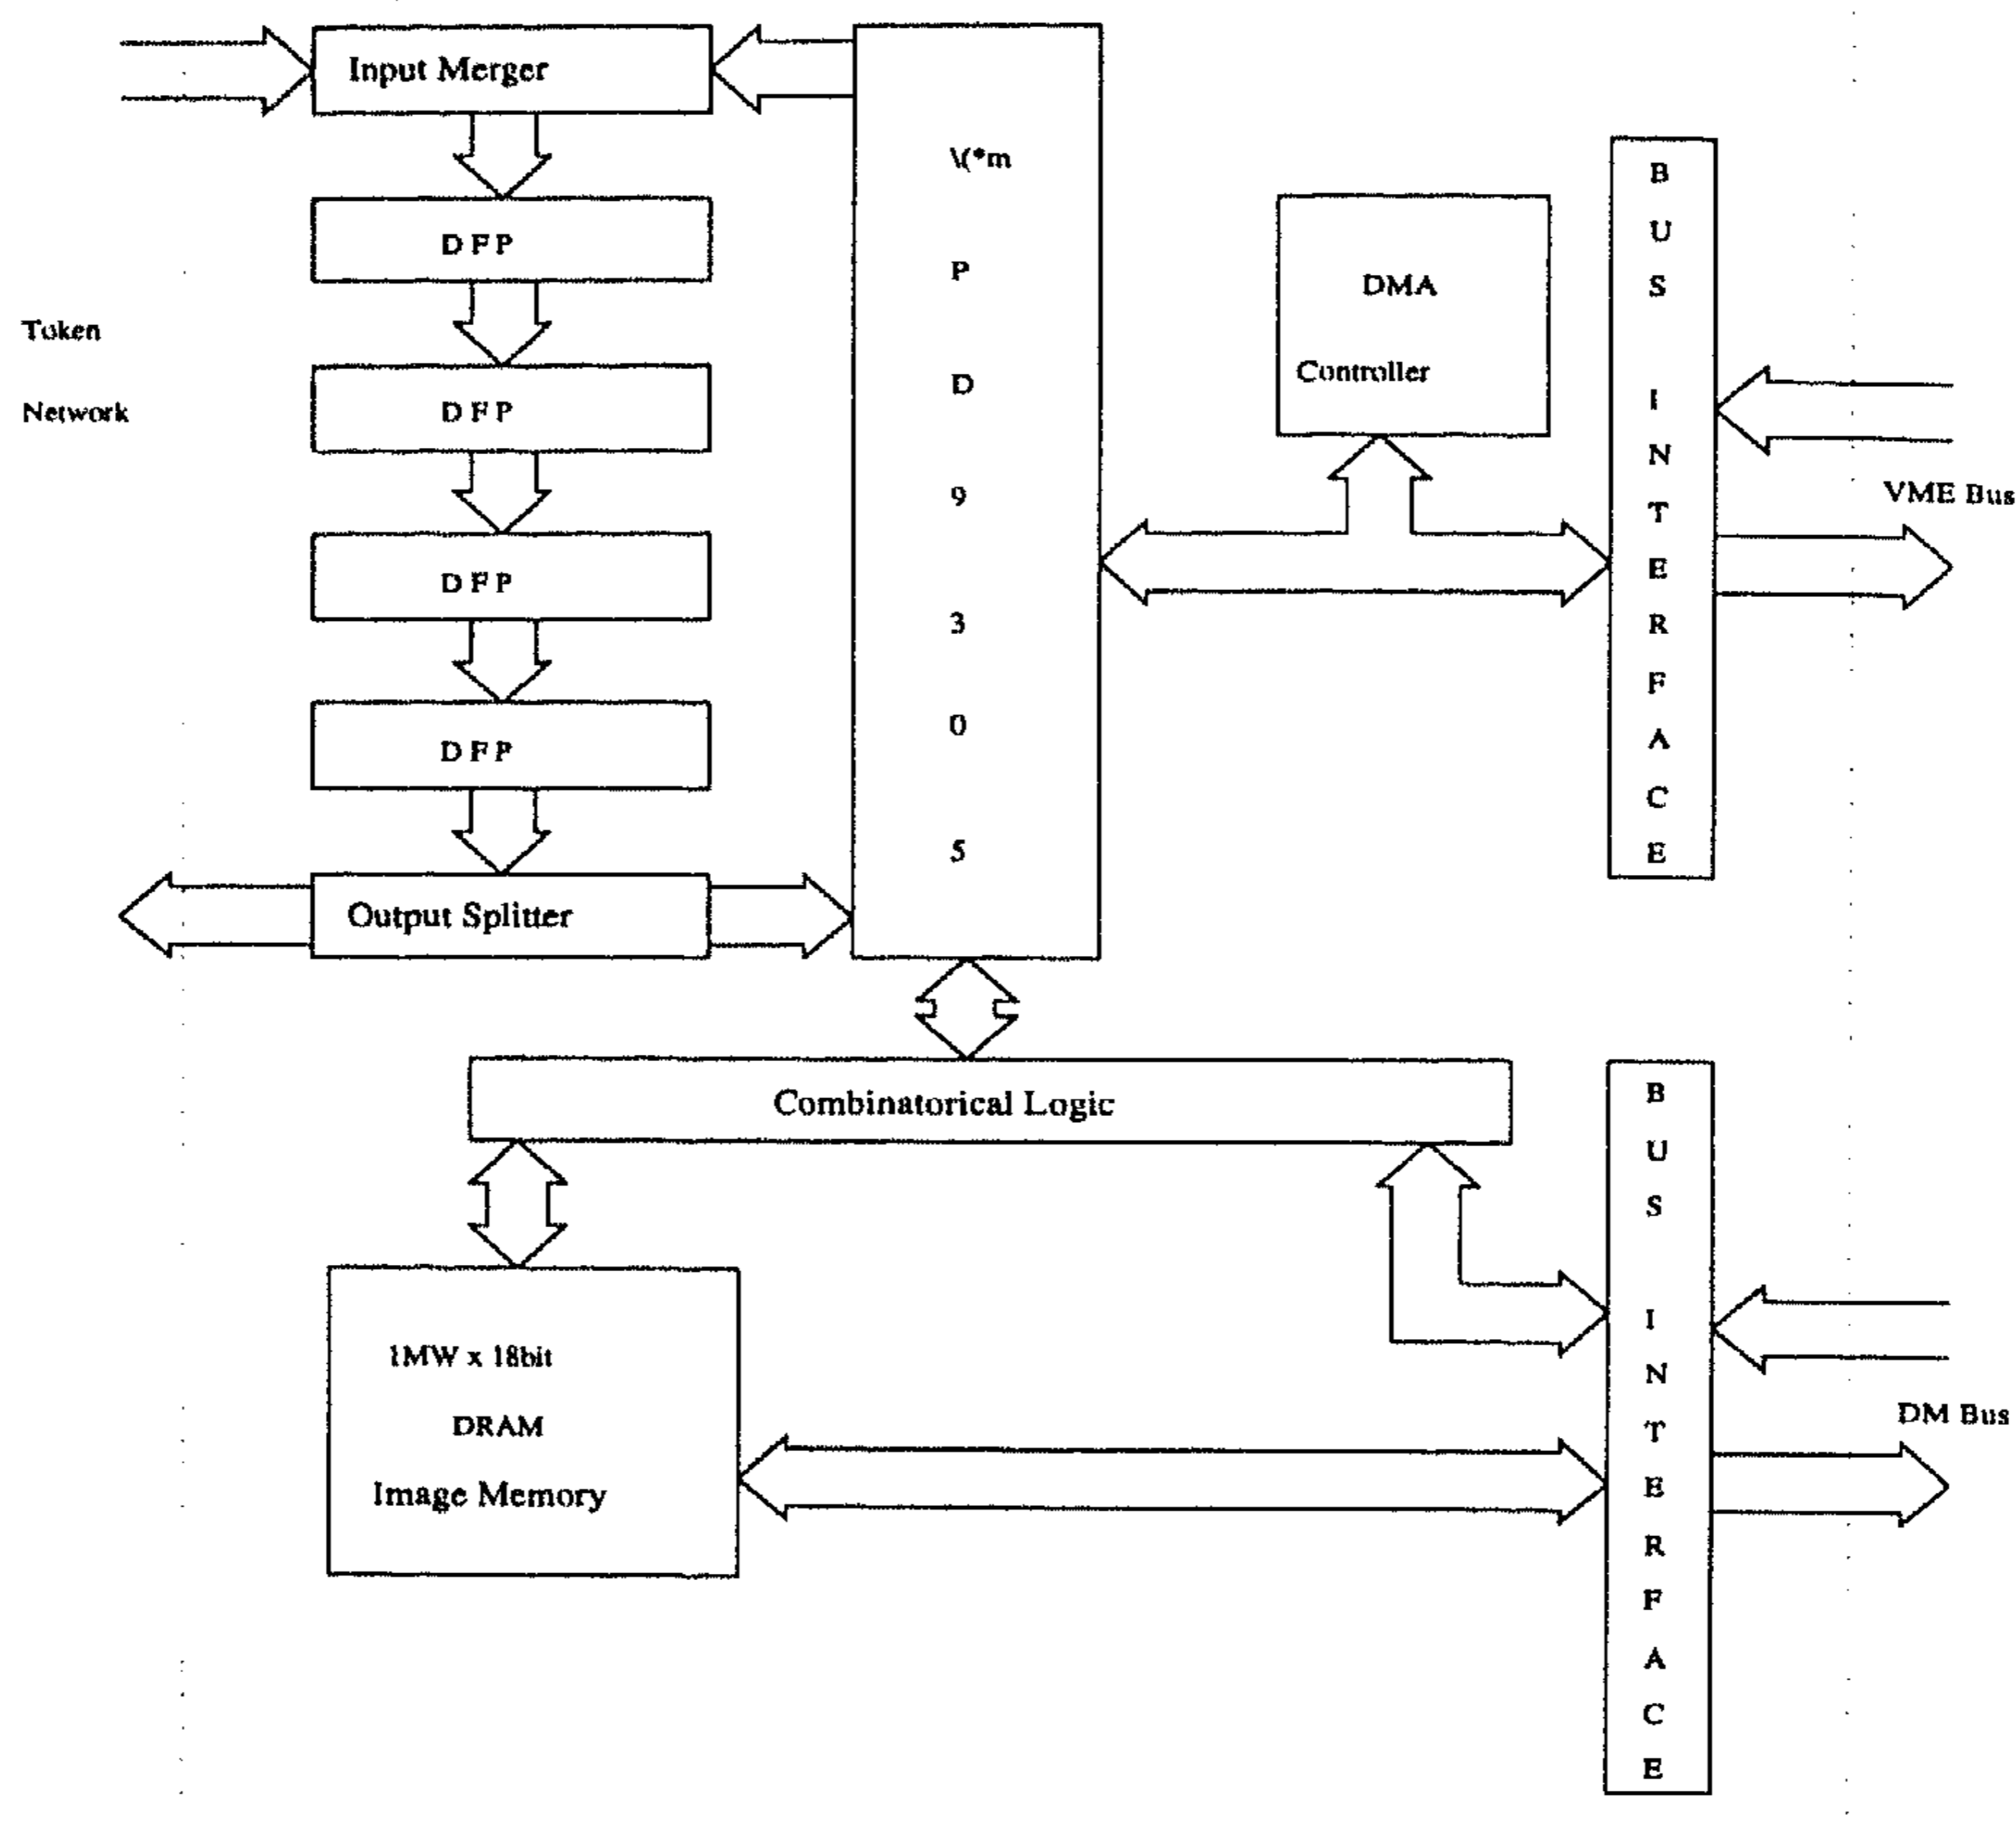 Input Merger
DFP
DFP
DFP
DFP
Output Splitter
Token
Network
\(*m
P
D
9
3
0
5
DMA
Controller
B
U
S
I
N
T
E
R
F
A
C
E
VME Bus
Combinatorical Logic
1MW x 18bit
DRAM
Image Memory
B
U
S
I
N
T
E
R
F
A
C
E
DM Bus